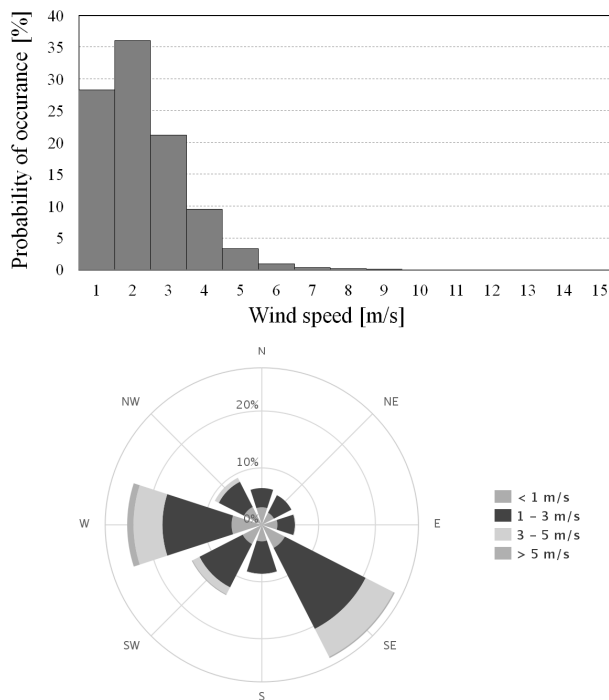 40
35
30
25
20
15
10
5
0
Probability of occurance [%]
1 2 3 4 5 6 7 8 9 10 11 12 13 14 15
Wind speed [m/s]
N
NW
NE
20%
10%
0%
W
E
SW
SE
S
< 1 m/s
1 – 3 m/s
3 – 5 m/s
> 5 m/s